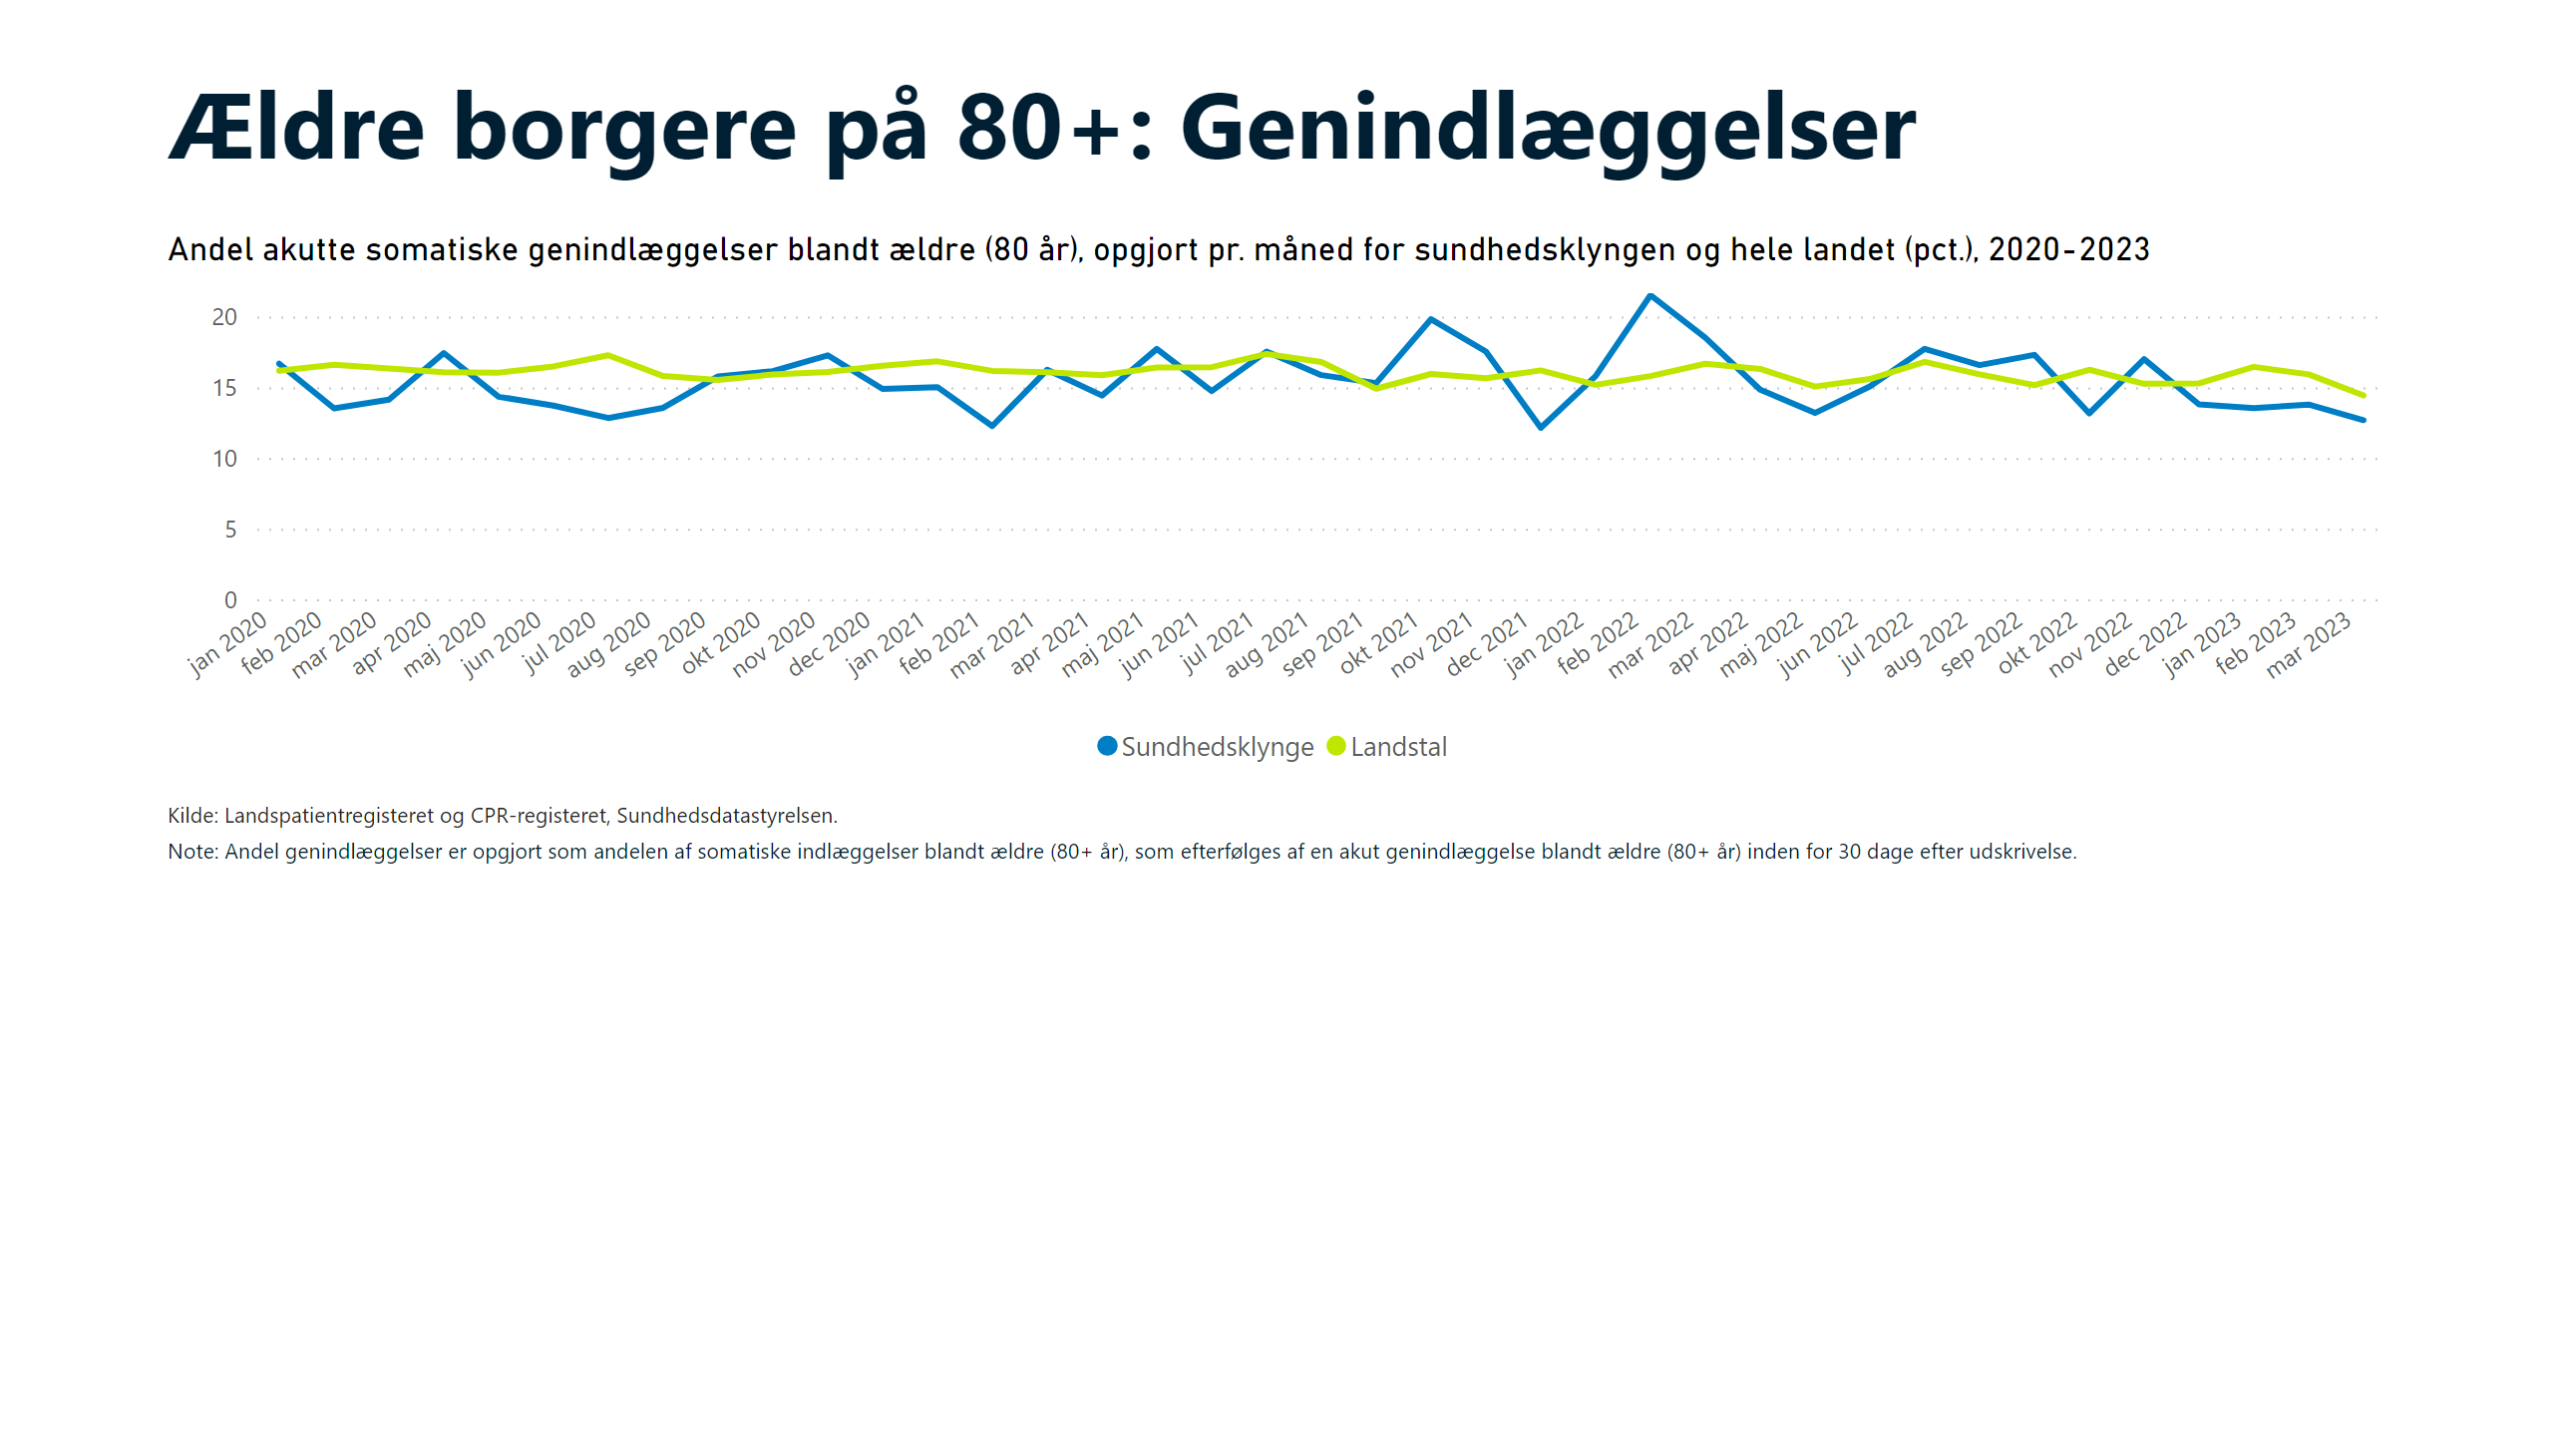 Ældre borgere på 80+: Genindlæggelser
Andel akutte somatiske genindlæggelser blandt ældre (80 år), opgjort pr. måned for sundhedsklyngen og hele landet (pct.), 2020-2023
20
15
10
5
0
jan 2020
feb 2020
mar 2020
apr 2020
maj 2020
jun 2020
jul 2020
aug 2020
sep 2020
okt 2020
nov 2020
dec 2020
jan 2021
feb 2021
mar 2021
apr 2021
maj 2021
jun 2021
jul 2021
aug 2021
sep 2021
okt 2021
nov 2021
dec 2021
jan 2022
feb 2022
mar 2022
apr 2022
maj 2022
jun 2022
jul 2022
aug 2022
sep 2022
okt 2022
nov 2022
dec 2022
jan 2023
feb 2023
mar 2023
Sundhedsklynge Landstal
Kilde: Landspatientregisteret og CPR-registeret, Sundhedsdatastyrelsen.
Note: Andel genindlæggelser er opgjort som andelen af somatiske indlæggelser blandt ældre (80+ år), som efterfølges af en akut genindlæggelse blandt ældre (80+ år) inden for 30 dage efter udskrivelse.